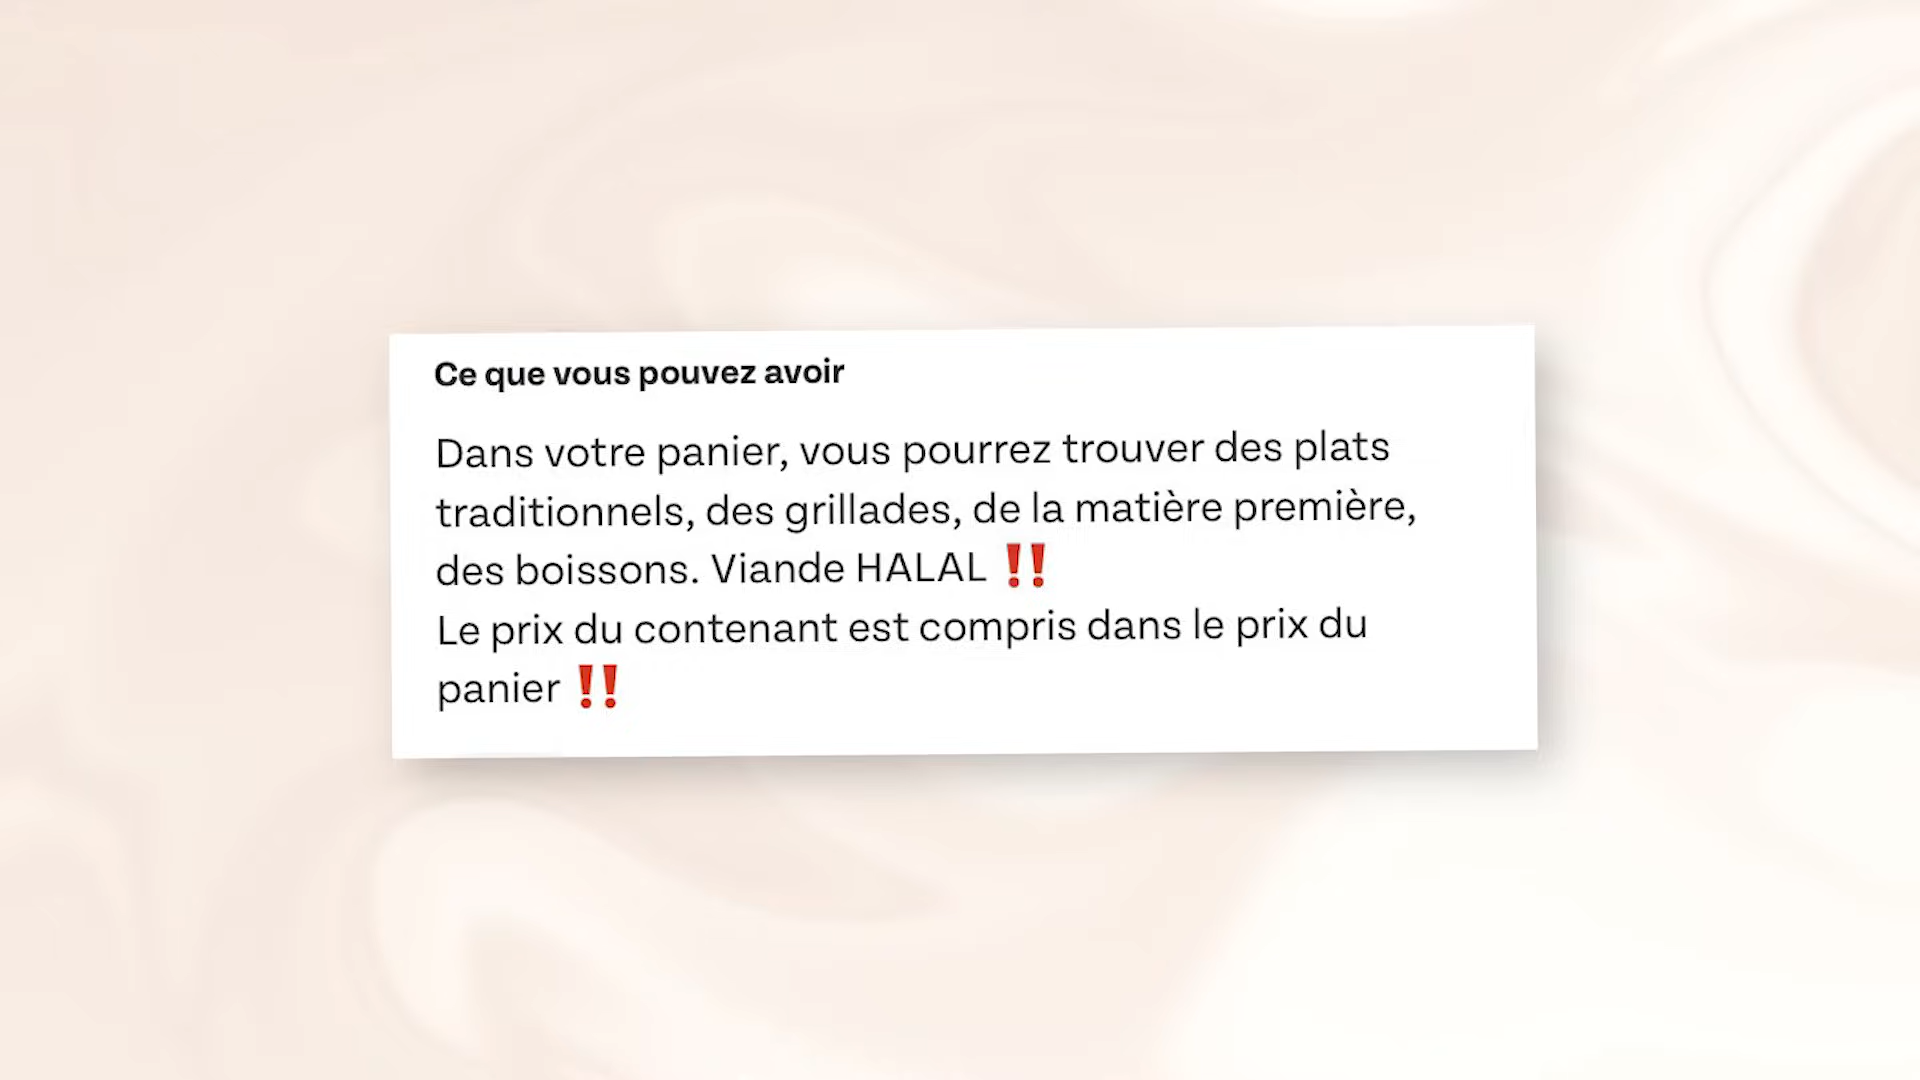 Ce que vous pouvez avoir
Dans votre panier, vous pourrez trouver des plats
traditionnels, des grillades, de la matière première,
des boissons. Viande HALAL ‼️
Le prix du contenant est compris dans le prix du
panier ‼️